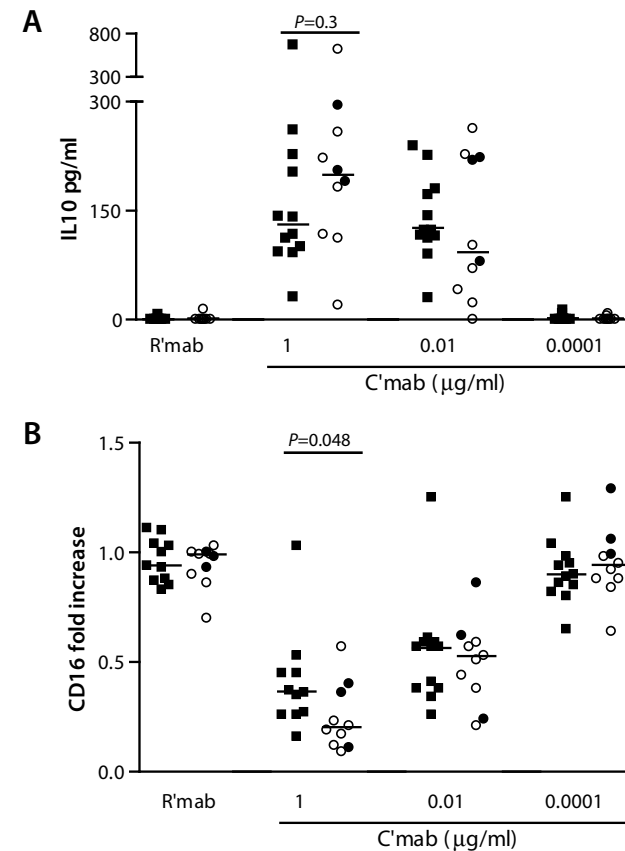 A
P=0.3
800
300
300
150
0
IL10 pg/ml
R'mab
1
0.01
0.0001
C'mab (μg/ml)
B
P=0.048
1.5
1.0
0.5
0.0
CD16 fold increase
R'mab
1
0.01
0.0001
C'mab (μg/ml)